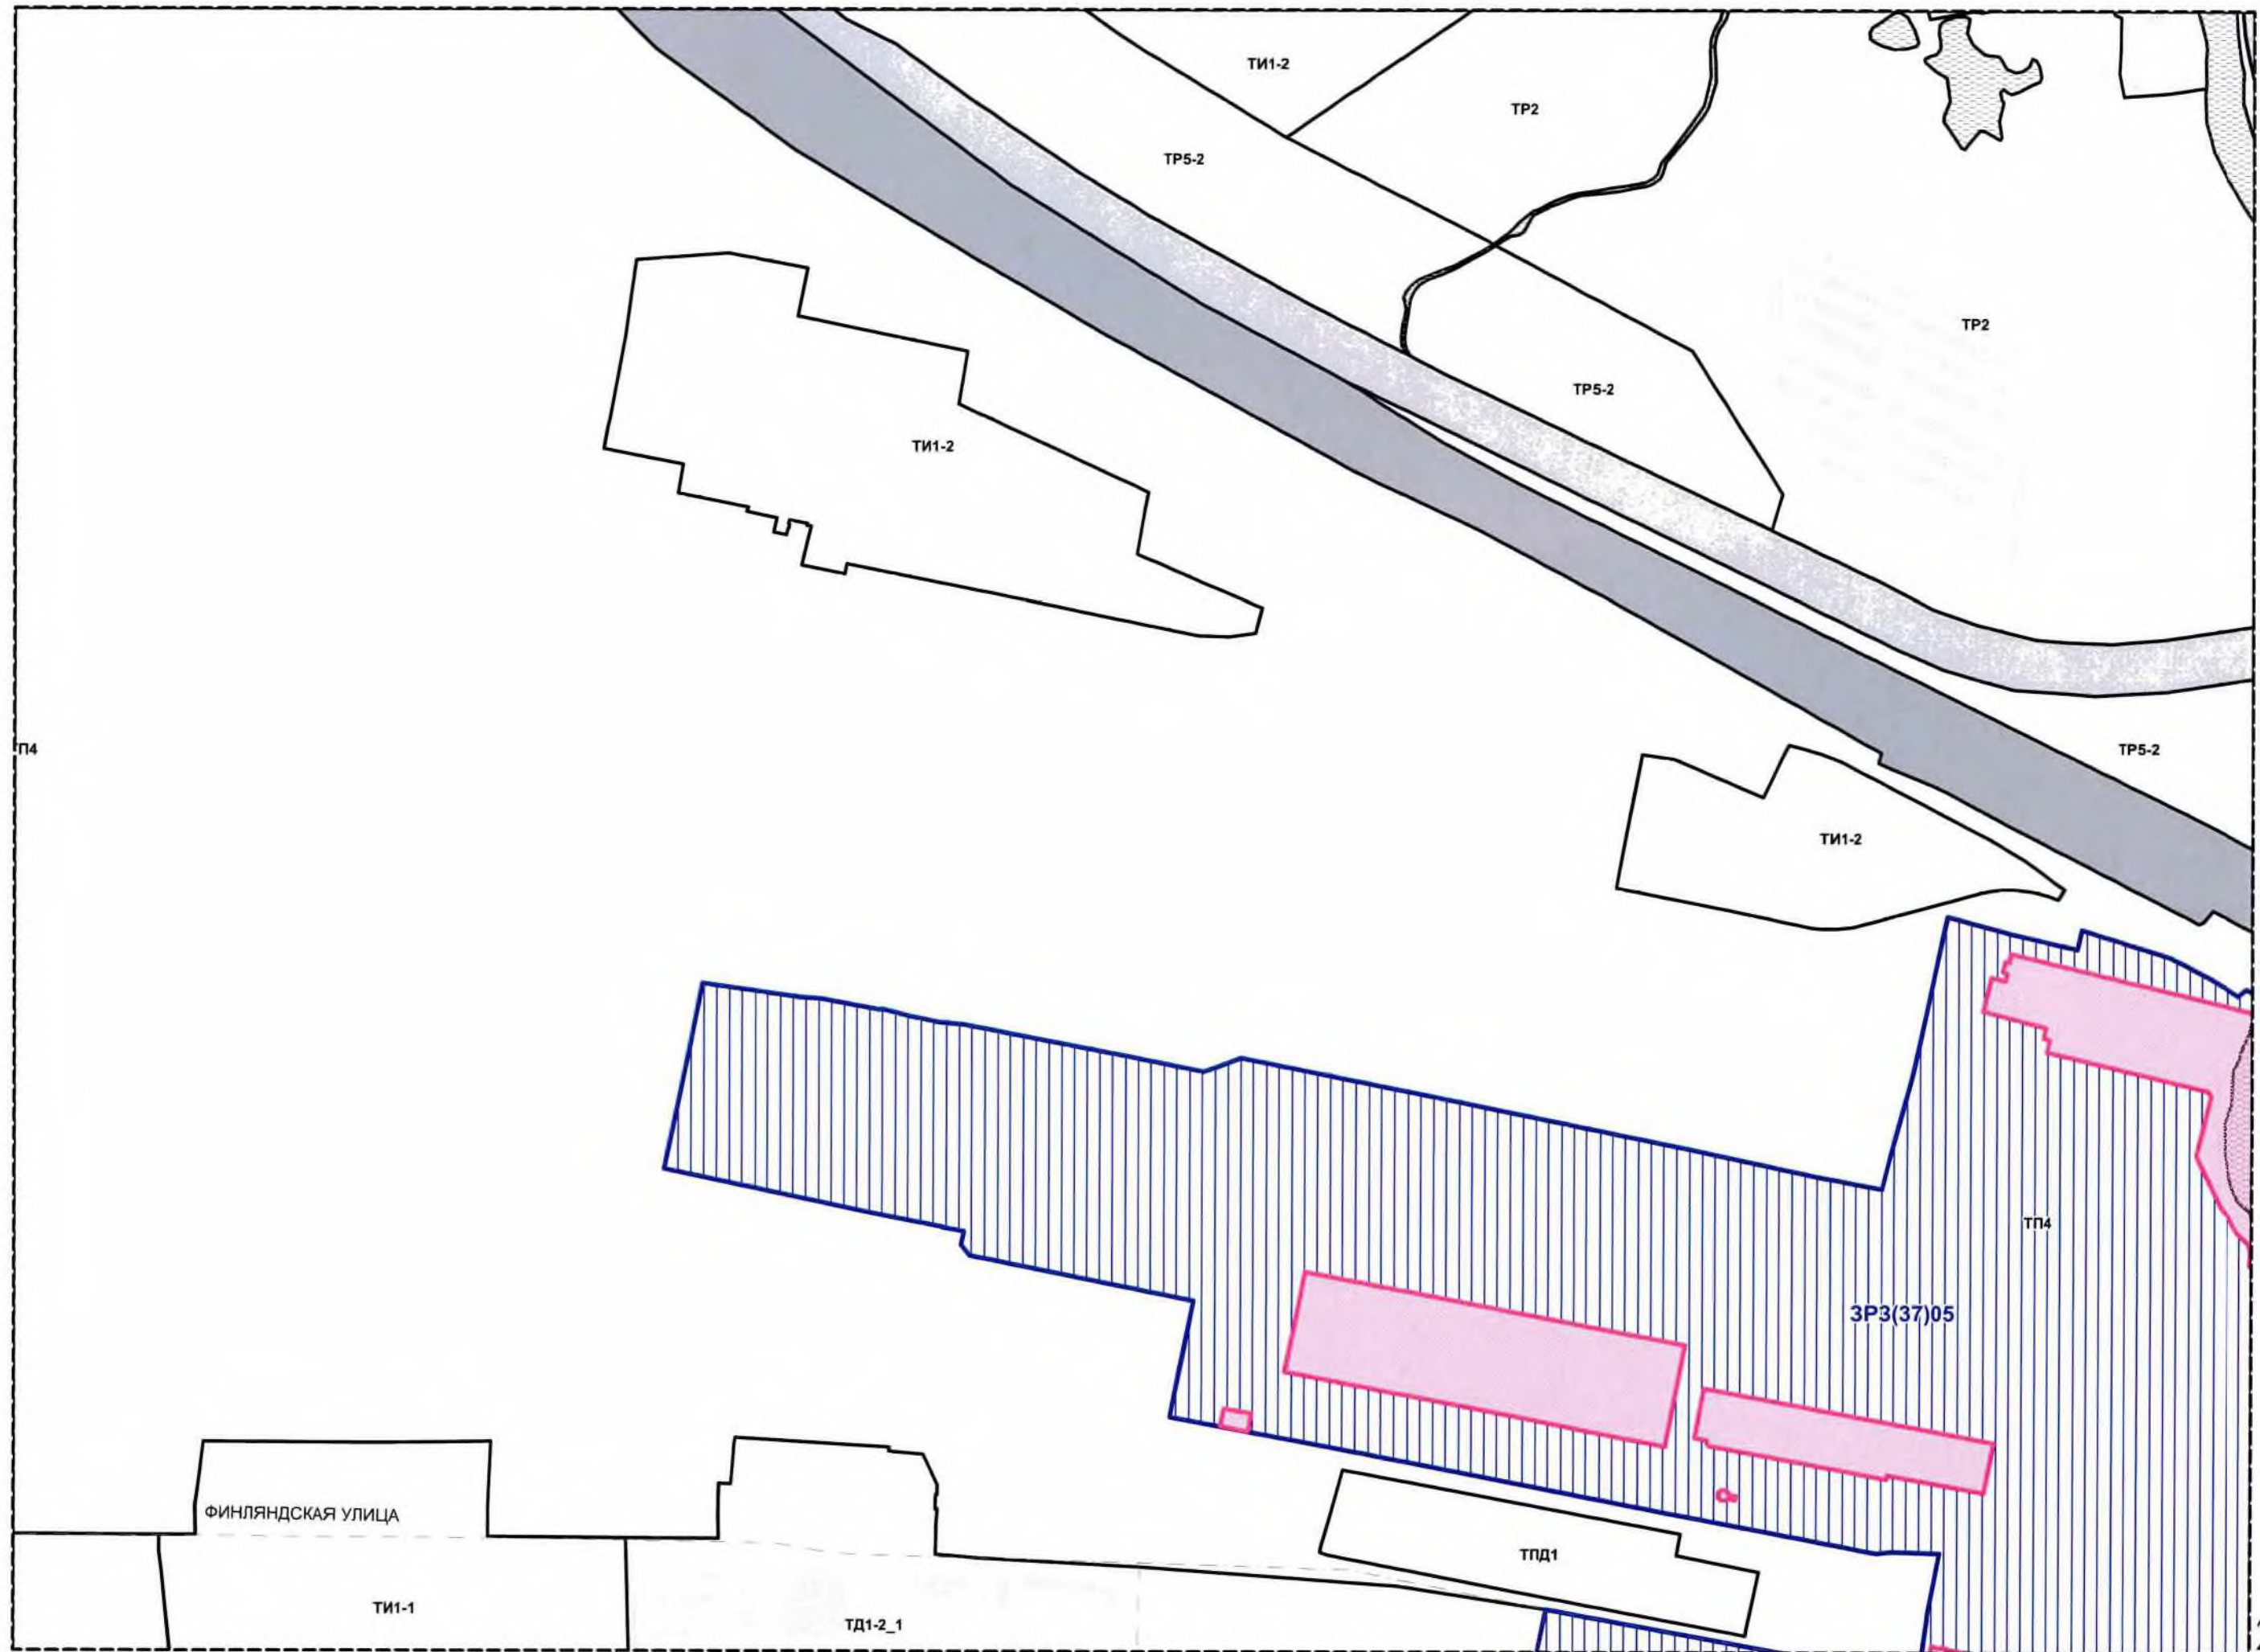 ТИ1-2
ТР2
ТР5-2
ТР2
ТР5-2
ТИ1-2
ТП4
ТР5-2
ТИ1-2
ТП4
ЗРЗ(37)05
ФИНЛЯНДСКАЯ УЛИЦА
ТПД1
ТИ1-1
ТД1-2_1